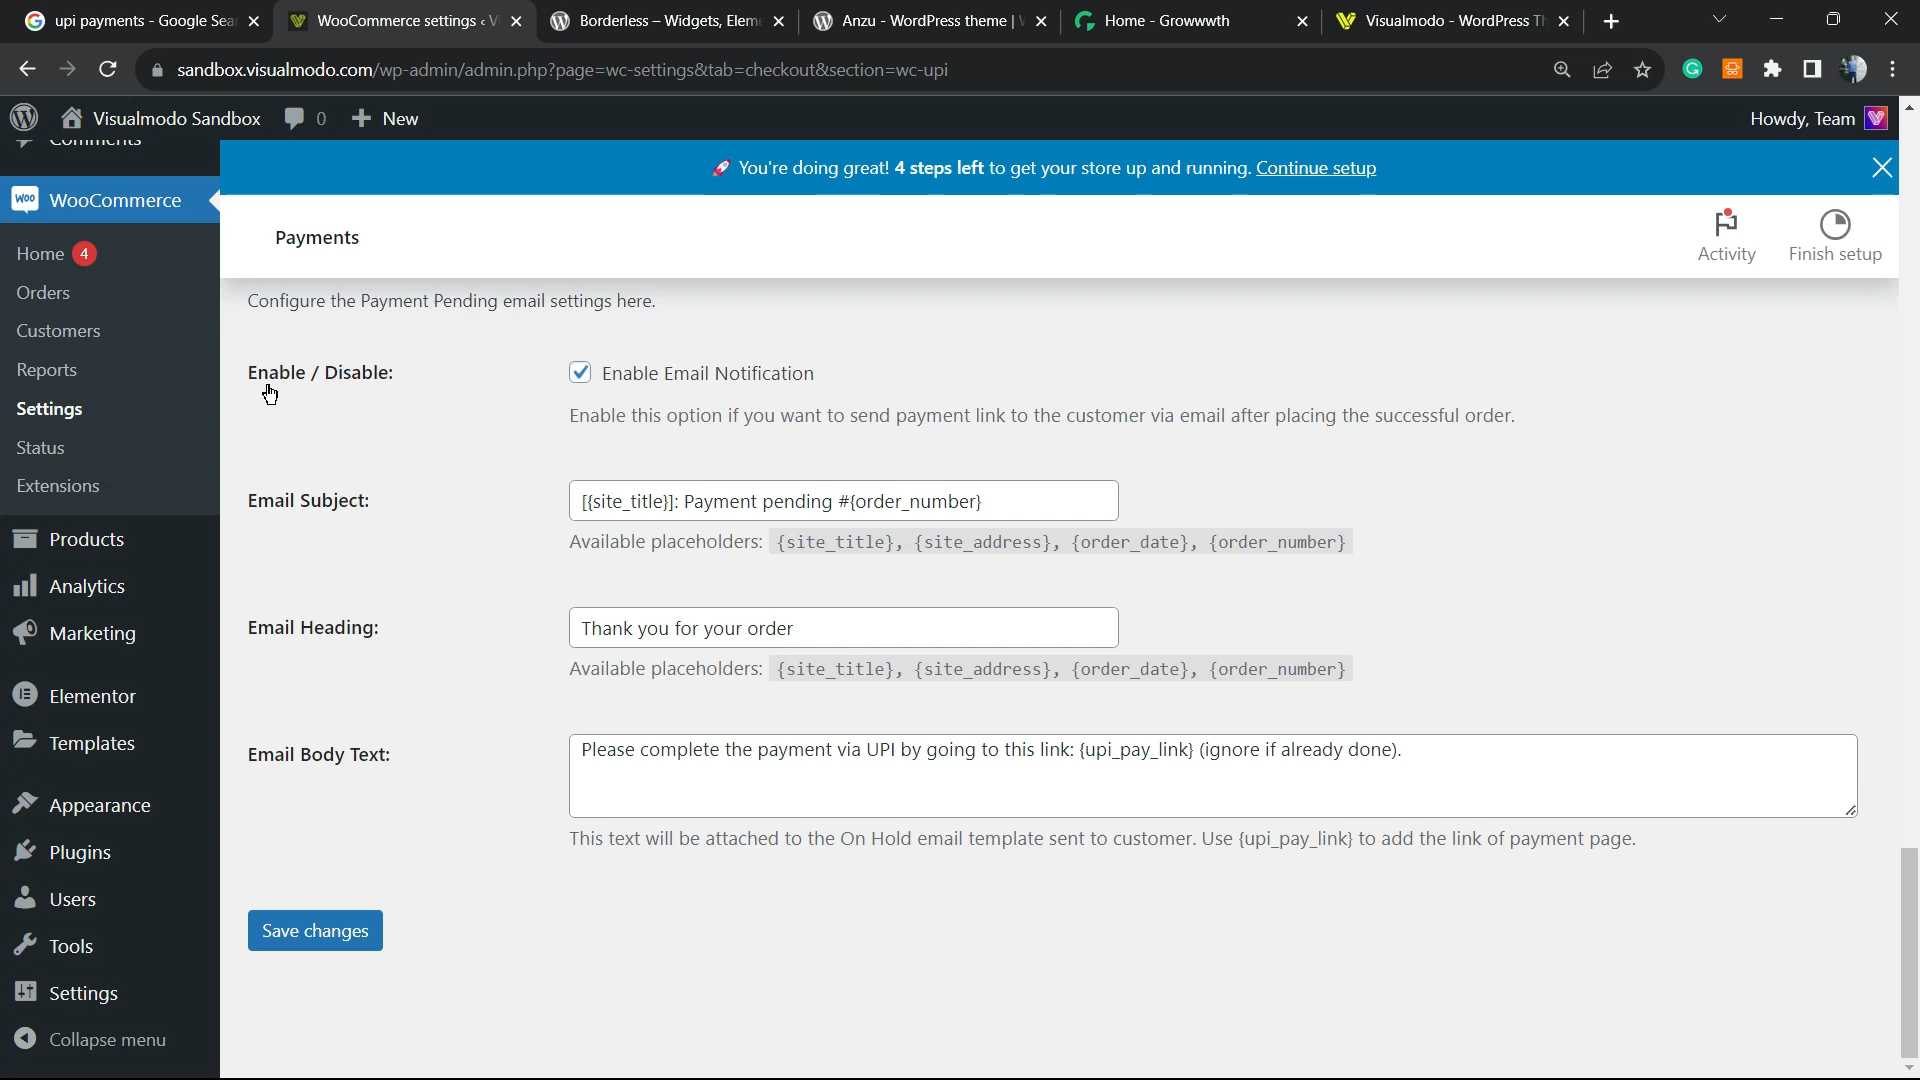 upi payments - Google Sea
WooCommerce settings ‹ V
Borderless – Widgets, Elem
Anzu - WordPress theme |
Home - Growwwth
Visualmodo - WordPress Th
sandbox.visualmodo.com/wp-admin/admin.php?page=wc-settings&tab=checkout&section=wc-upi
Visualmodo Sandbox
0
New
Howdy, Team
Comments
🚀 You're doing great! 4 steps left to get your store up and running. Continue setup
WooCommerce
Home 4
Orders
Customers
Reports
Settings
Status
Extensions
Products
Analytics
Marketing
Elementor
Templates
Appearance
Plugins
Users
Tools
Settings
Collapse menu
Payments
Activity
Finish setup
Configure the Payment Pending email settings here.
Enable / Disable:
Enable Email Notification
Enable this option if you want to send payment link to the customer via email after placing the successful order.
Email Subject:
[{site_title}]: Payment pending #{order_number}
Available placeholders: {site_title}, {site_address}, {order_date}, {order_number}
Email Heading:
Thank you for your order
Available placeholders: {site_title}, {site_address}, {order_date}, {order_number}
Email Body Text:
Please complete the payment via UPI by going to this link: {upi_pay_link} (ignore if already done).
This text will be attached to the On Hold email template sent to customer. Use {upi_pay_link} to add the link of payment page.
Save changes